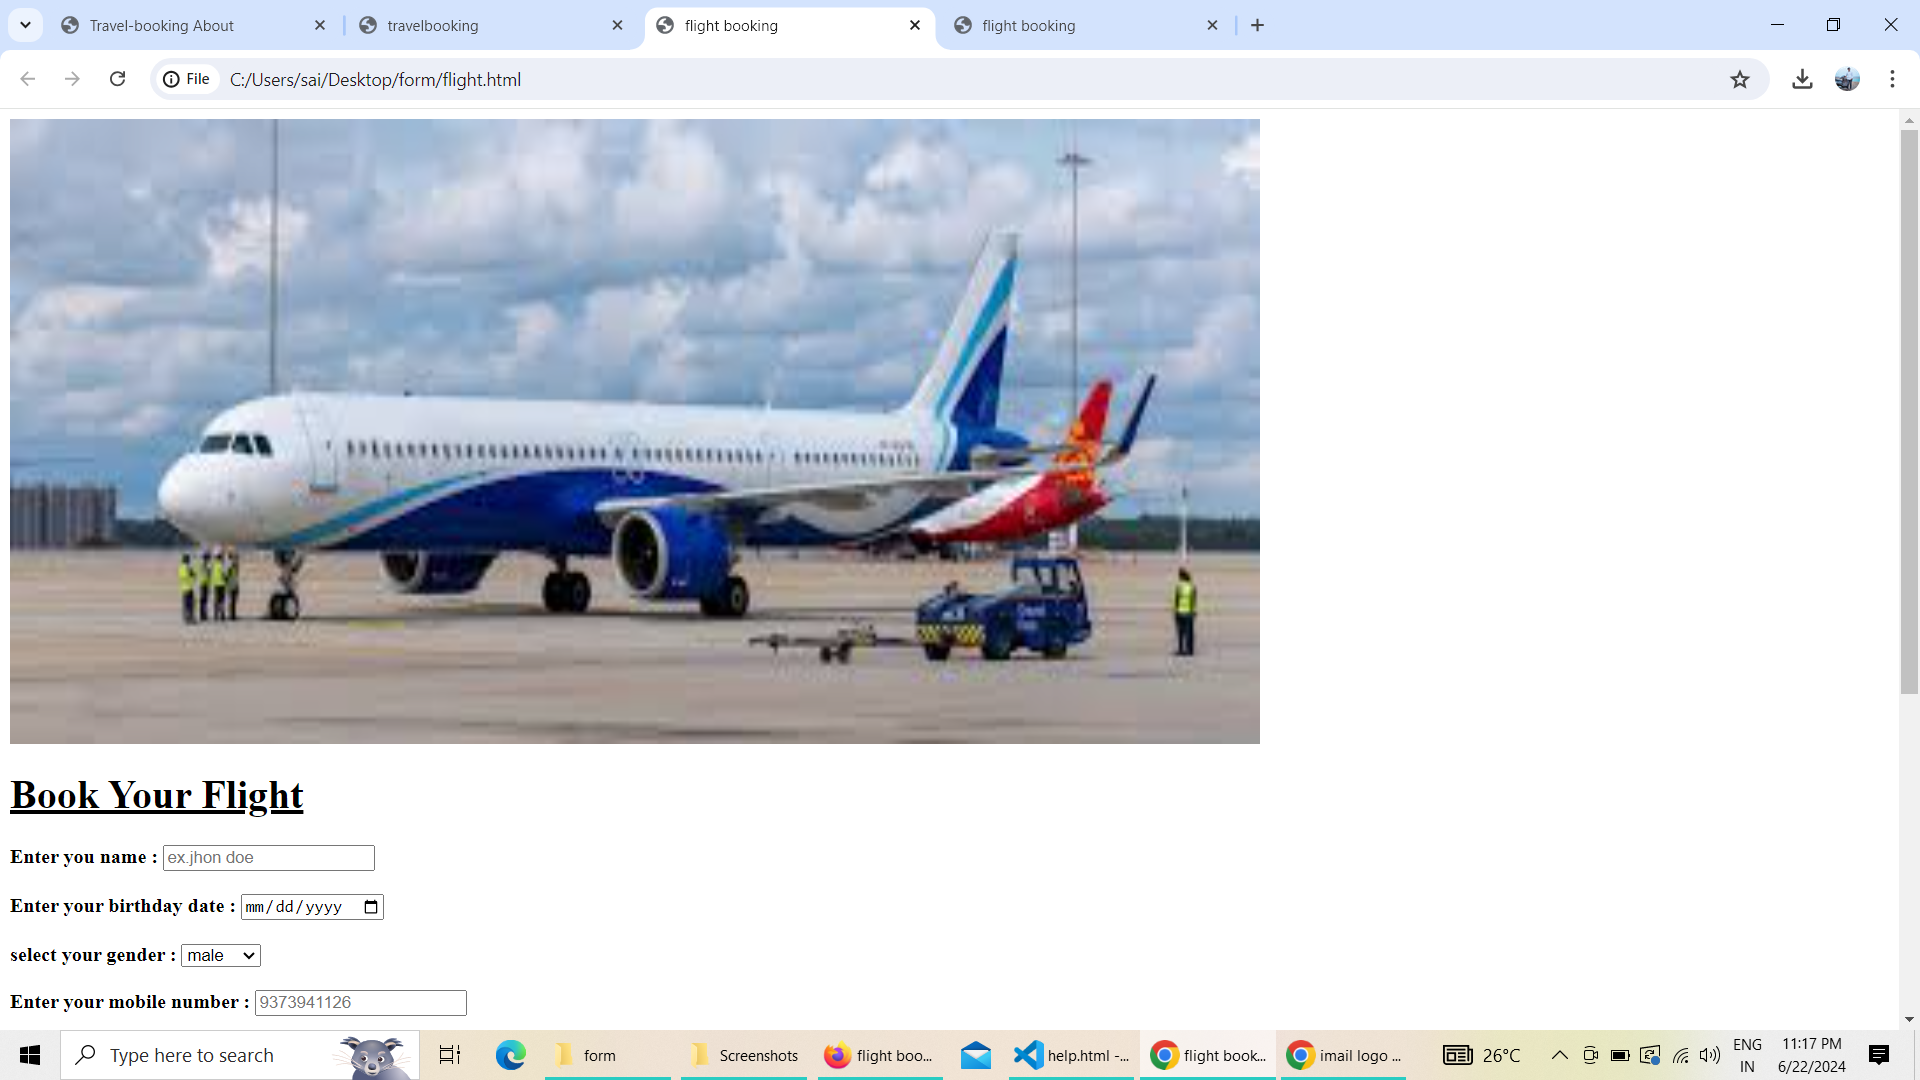 Travel-booking About
travelbooking
flight booking
flight booking
File
C:/Users/sai/Desktop/form/flight.html
Book Your Flight
Enter you name :
ex.jhon doe
Enter your birthday date :
mm/dd/yyyy
select your gender :
male
Enter your mobile number :
9373941126
Type here to search
form
Screenshots
flight boo...
help.html -...
flight book...
imail logo ...
26°C
ENG
IN
11:17 PM
6/22/2024